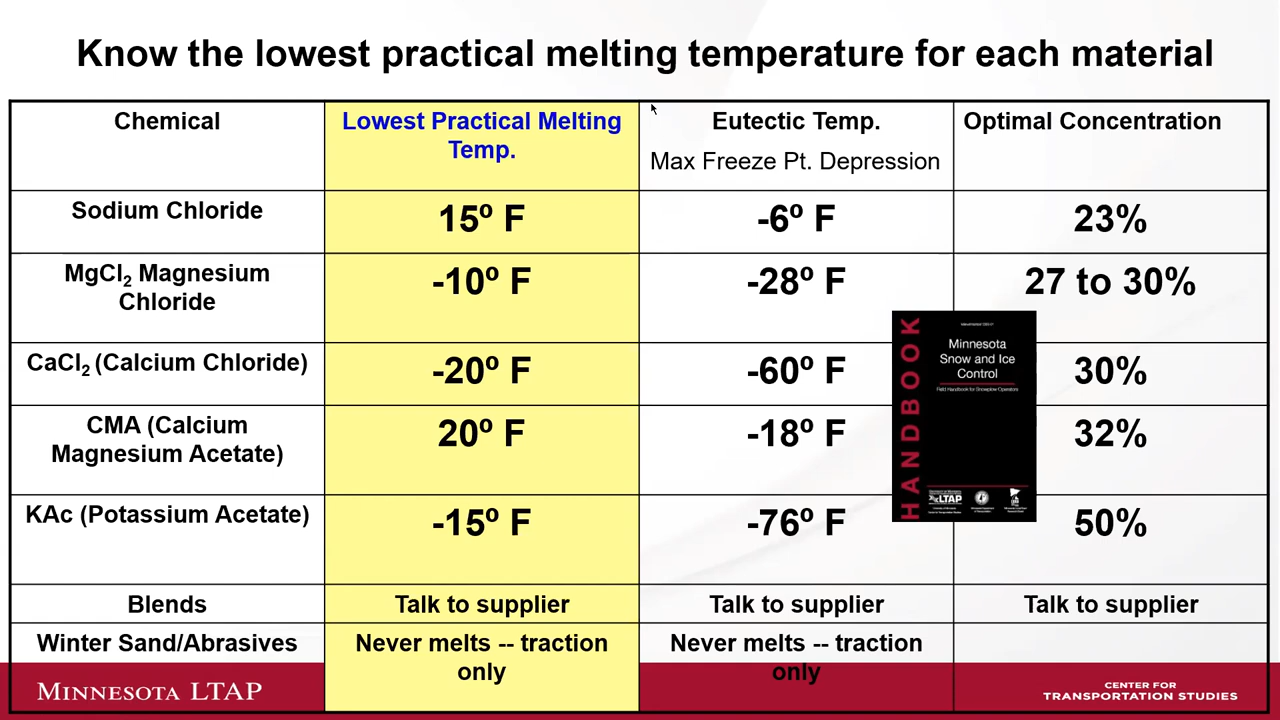 Know the lowest practical melting temperature for each material
Chemical
Lowest Practical Melting
Temp.
Eutectic Temp.
Max Freeze Pt. Depression
Optimal Concentration
Sodium Chloride
15º F
-6º F
23%
MgCl₂ Magnesium
Chloride
-10º F
-28º F
27 to 30%
CaCl₂ (Calcium Chloride)
-20º F
-60º F
30%
CMA (Calcium
Magnesium Acetate)
20º F
-18º F
32%
KAc (Potassium Acetate)
-15º F
-76º F
50%
Blends
Talk to supplier
Talk to supplier
Talk to supplier
Winter Sand/Abrasives
Never melts -- traction
only
Never melts -- traction
only
HANDBOOK
Minnesota
Snow and Ice
Control
Field Handbook for Snowplow Operators
LTAP
MINNESOTA LTAP
CENTER FOR
TRANSPORTATION STUDIES